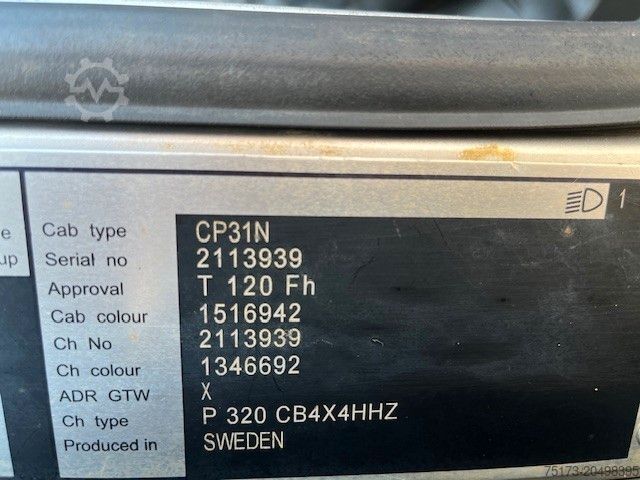 1
e
up
Cab type CP31N
Serial no 2113939
Approval T 120 Fh
Cab colour 1516942
Ch No 2113939
Ch colour 1346692
ADR GTW X
Ch type P 320 CB4X4HHZ
Produced in SWEDEN
75173-20498395